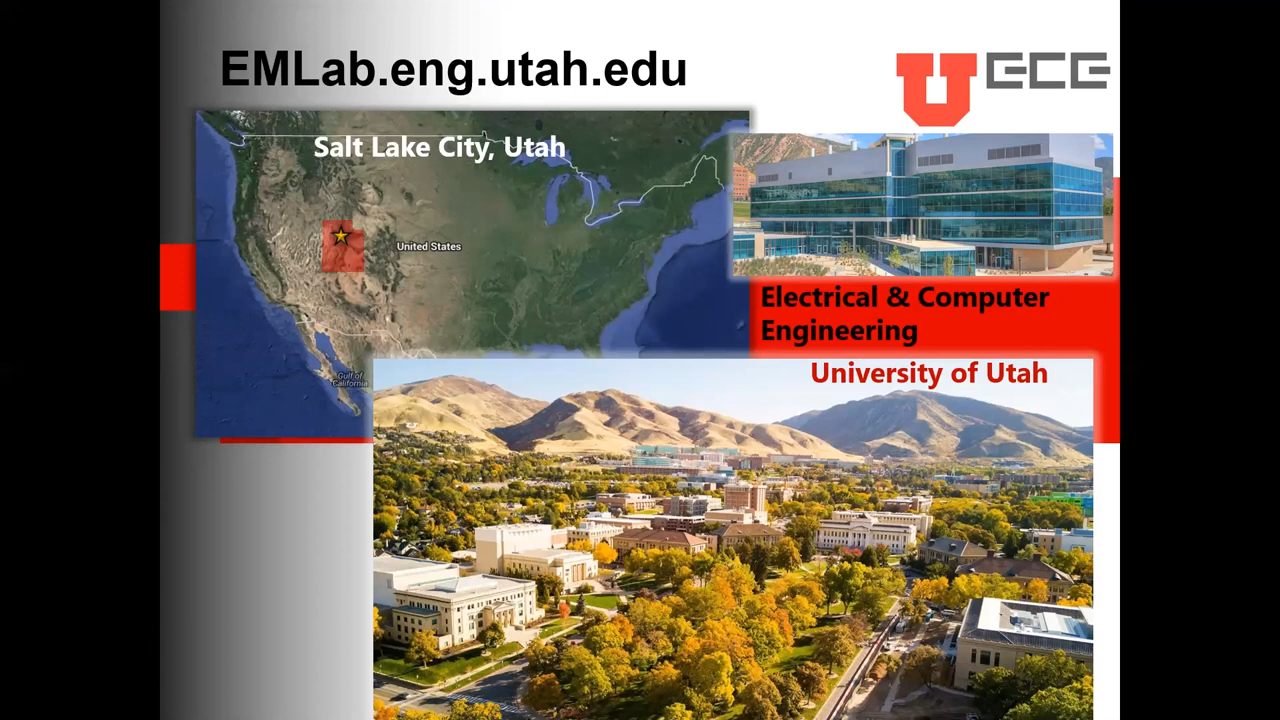 EMLab.eng.utah.edu
U ECE
Salt Lake City, Utah
United States
Gulf of
California
Electrical & Computer
Engineering
University of Utah